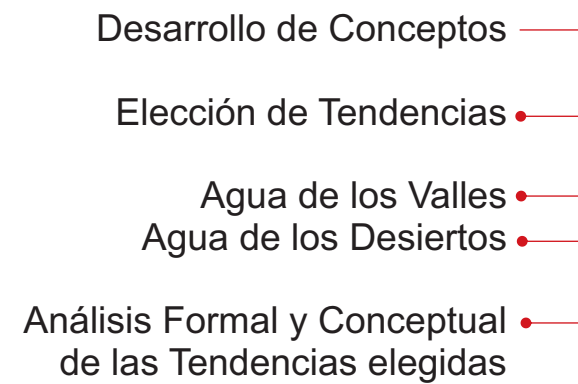 Desarrollo de Conceptos
Elección de Tendencias
Agua de los Valles
Agua de los Desiertos
Análisis Formal y Conceptual
de las Tendencias elegidas